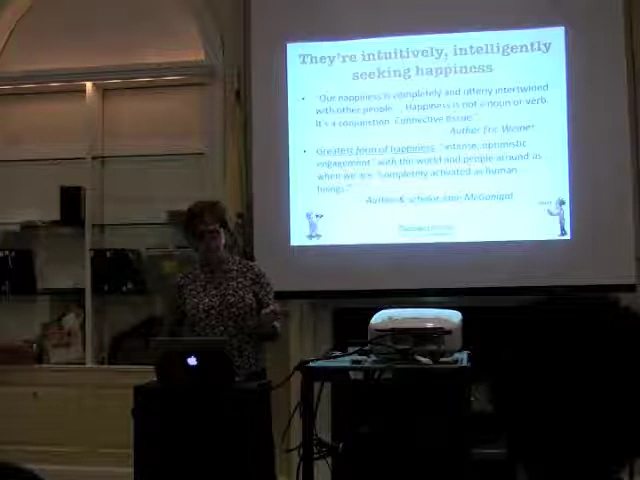 They're intuitively, intelligently
seeking happiness
• "Our happiness is completely and utterly intertwined
with other people. . . Happiness is not a noun or verb.
It's a conjunction. Connective tissue."
Author Eric Weiner
• Greatest form of happiness: "intense, optimistic
engagement" with the world and people around us
when we are "completely activated as human
beings."
Author & scholar Jane McGonigal